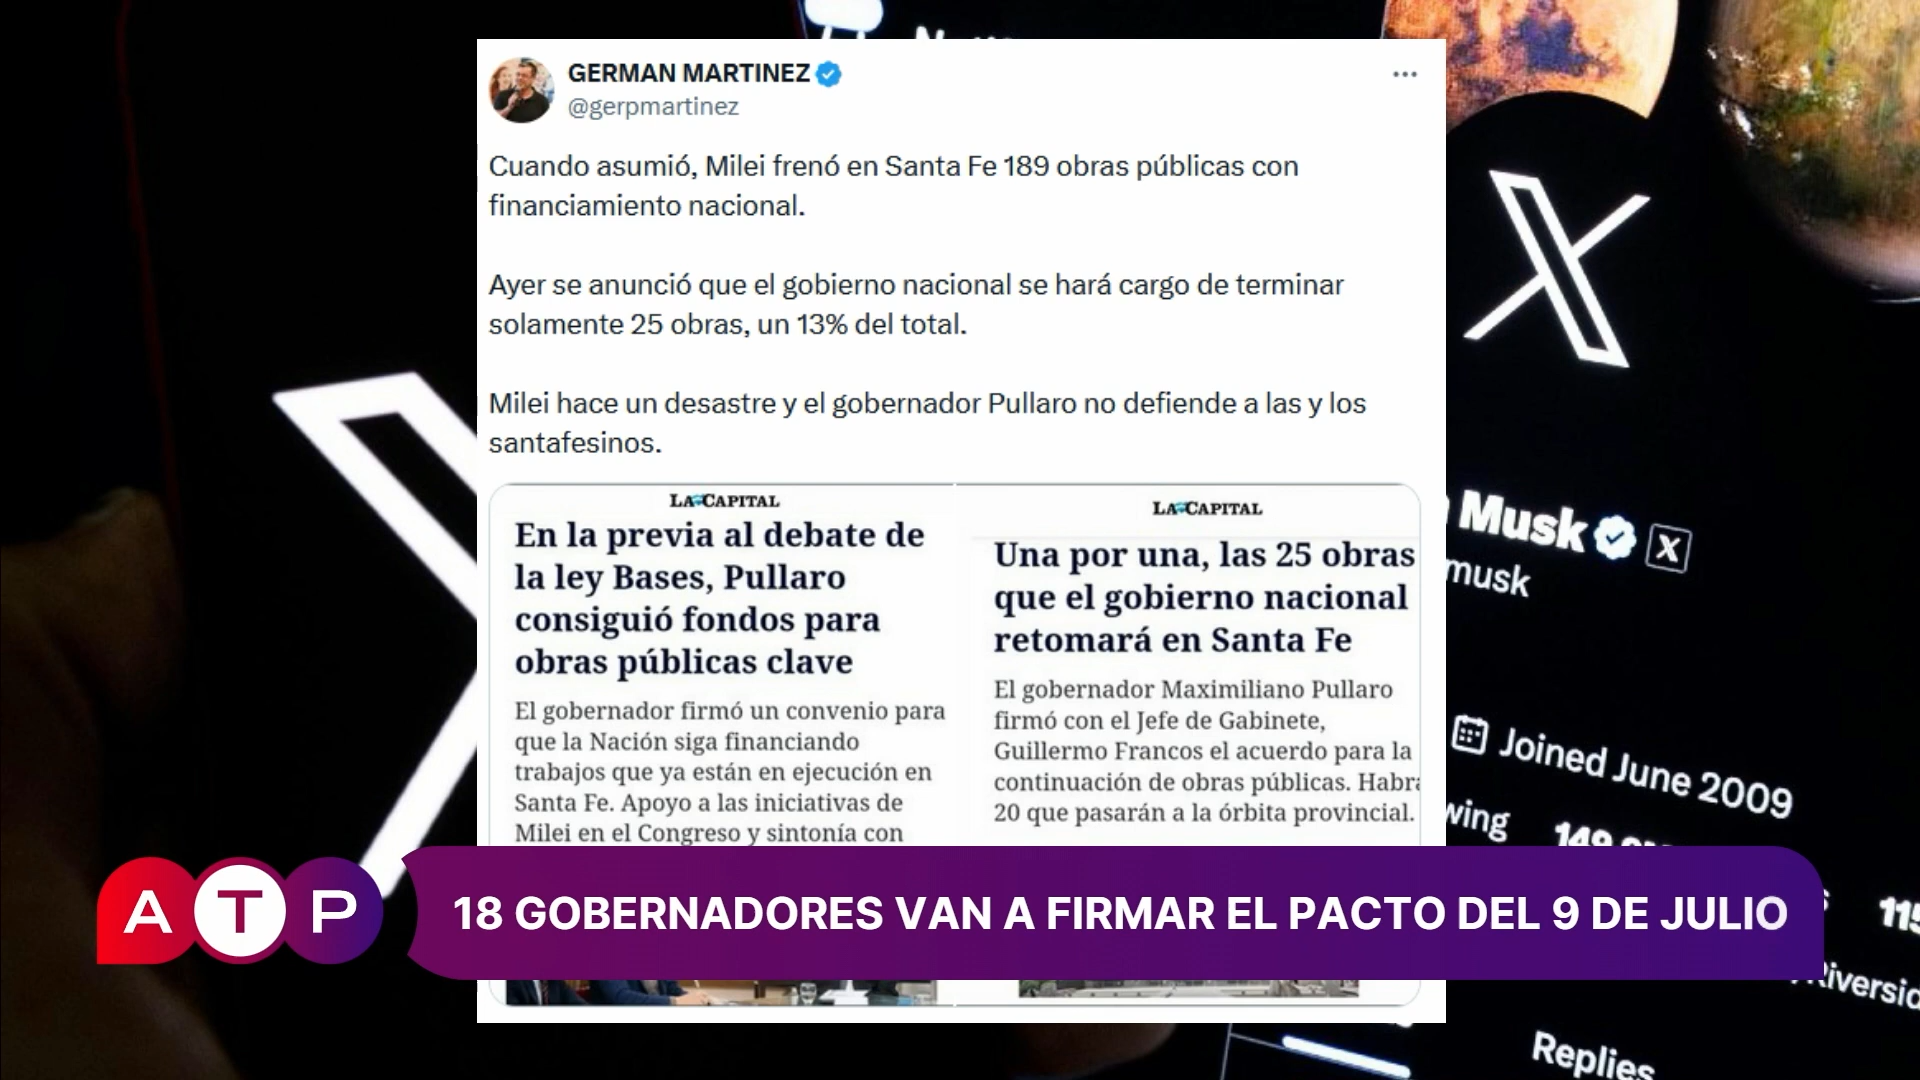 GERMAN MARTINEZ
@gerpmartinez
Cuando asumió, Milei frenó en Santa Fe 189 obras públicas con
financiamiento nacional.
Ayer se anunció que el gobierno nacional se hará cargo de terminar
solamente 25 obras, un 13% del total.
Milei hace un desastre y el gobernador Pullaro no defiende a las y los
santafesinos.
LA CAPITAL
En la previa al debate de
la ley Bases, Pullaro
consiguió fondos para
obras públicas clave
El gobernador firmó un convenio para
que la Nación siga financiando
trabajos que ya están en ejecución en
Santa Fe. Apoyo a las iniciativas de
Milei en el Congreso y sintonía con
LA CAPITAL
Una por una, las 25 obras
que el gobierno nacional
retomará en Santa Fe
El gobernador Maximiliano Pullaro
firmó con el Jefe de Gabinete,
Guillermo Francos el acuerdo para la
continuación de obras públicas. Habrá
20 que pasarán a la órbita provincial.
X
Musk
musk
Joined June 2009
wing
115
Riversid
Replies
ATP
18 GOBERNADORES VAN A FIRMAR EL PACTO DEL 9 DE JULIO